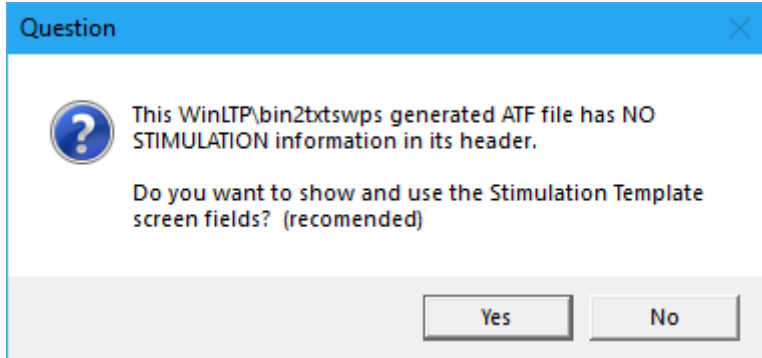 Question
This WinLTP\bin2txtswps generated ATF file has NO
STIMULATION information in its header.
Do you want to show and use the Stimulation Template
screen fields?  (recomended)
Yes
No